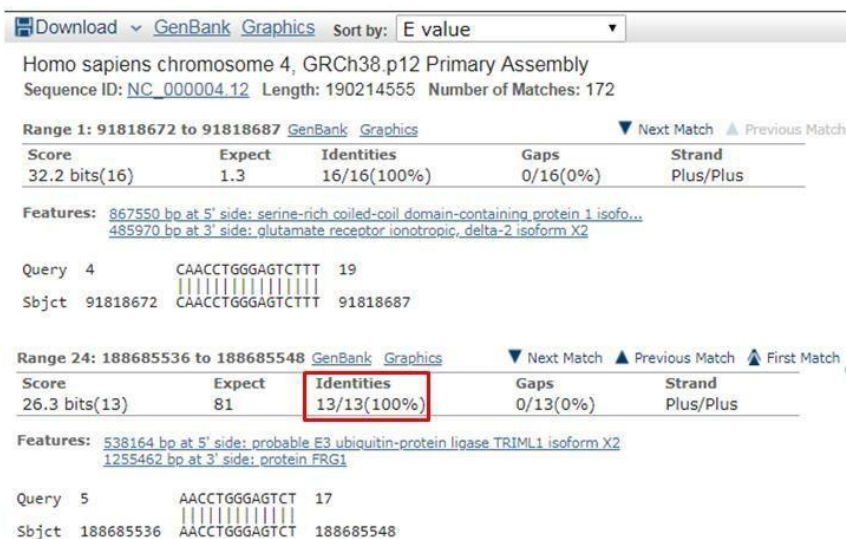 Download GenBank Graphics Sort by: E value
Homo sapiens chromosome 4, GRCh38.p12 Primary Assembly
Sequence ID: NC_000004.12 Length: 190214555 Number of Matches: 172
Range 1: 91818672 to 91818687 GenBank Graphics Next Match Previous Match
Score Expect Identities Gaps Strand
32.2 bits(16) 1.3 16/16(100%) 0/16(0%) Plus/Plus
Features: 867550 bp at 5' side: serine-rich coiled-coil domain-containing protein 1 isofo...
485970 bp at 3' side: glutamate receptor ionotropic, delta-2 isoform X2
Query 4 CAACCTGGGAGTCTTT 19
Sbjct 91818672 CAACCTGGGAGTCTTT 91818687
Range 24: 188685536 to 188685548 GenBank Graphics Next Match Previous Match First Match
Score Expect Identities Gaps Strand
26.3 bits(13) 81 13/13(100%) 0/13(0%) Plus/Plus
Features: 538164 bp at 5' side: probable E3 ubiquitin-protein ligase TRIML1 isoform X2
1255462 bp at 3' side: protein FRG1
Query 5 AACCTGGGAGTCT 17
Sbjct 188685536 AACCTGGGAGTCT 188685548